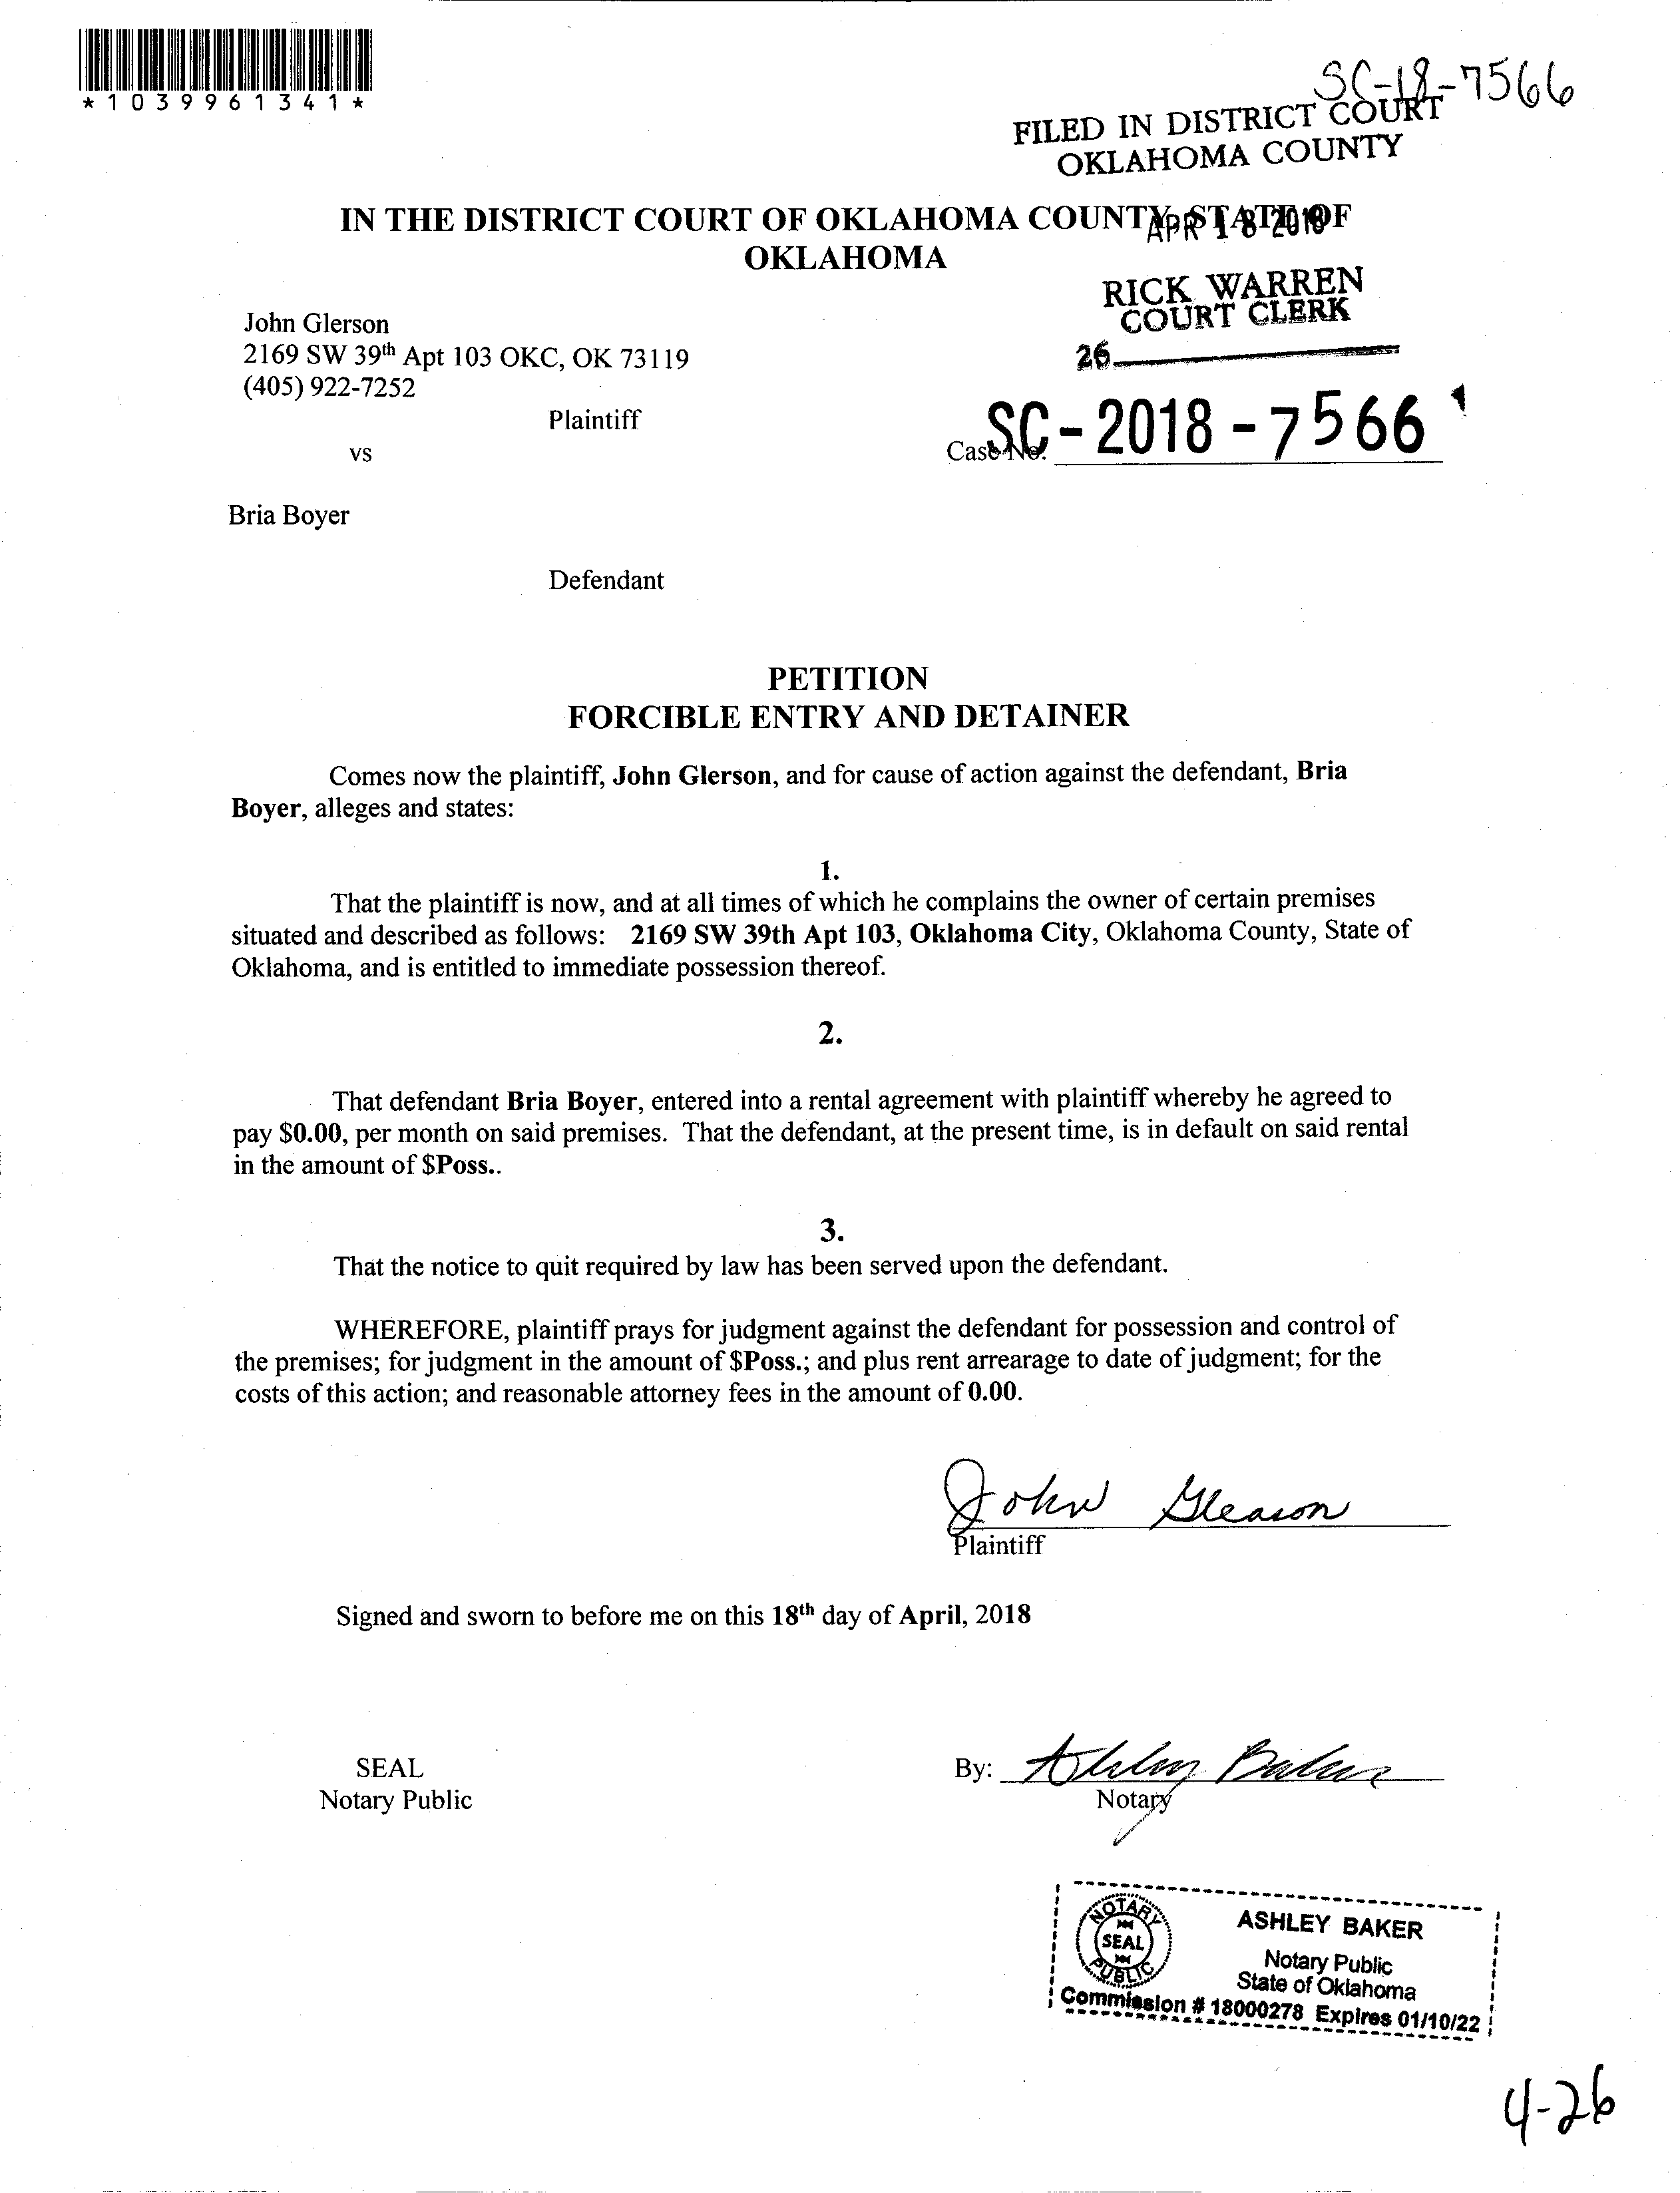 *1039961341*
SC-18-7566
FILED IN DISTRICT COURT
OKLAHOMA COUNTY
IN THE DISTRICT COURT OF OKLAHOMA COUNTY, STATE OF
APR 18 2018
OKLAHOMA
RICK WARREN
COURT CLERK
26
John Glerson
2169 SW 39th Apt 103 OKC, OK 73119
(405) 922-7252
Plaintiff
vs
Case No. SC-2018-7566
Bria Boyer
Defendant
PETITION
FORCIBLE ENTRY AND DETAINER
Comes now the plaintiff, John Glerson, and for cause of action against the defendant, Bria
Boyer, alleges and states:
1.
That the plaintiff is now, and at all times of which he complains the owner of certain premises
situated and described as follows: 2169 SW 39th Apt 103, Oklahoma City, Oklahoma County, State of
Oklahoma, and is entitled to immediate possession thereof.
2.
That defendant Bria Boyer, entered into a rental agreement with plaintiff whereby he agreed to
pay $0.00, per month on said premises. That the defendant, at the present time, is in default on said rental
in the amount of $Poss..
3.
That the notice to quit required by law has been served upon the defendant.
WHEREFORE, plaintiff prays for judgment against the defendant for possession and control of
the premises; for judgment in the amount of $Poss.; and plus rent arrearage to date of judgment; for the
costs of this action; and reasonable attorney fees in the amount of 0.00.
John Gleason
Plaintiff
Signed and sworn to before me on this 18th day of April, 2018
SEAL
Notary Public
By: Ashley Baker
Notary
NOTARY
SEAL
PUBLIC
ASHLEY BAKER
Notary Public
State of Oklahoma
Commission # 18000278 Expires 01/10/22
4-26